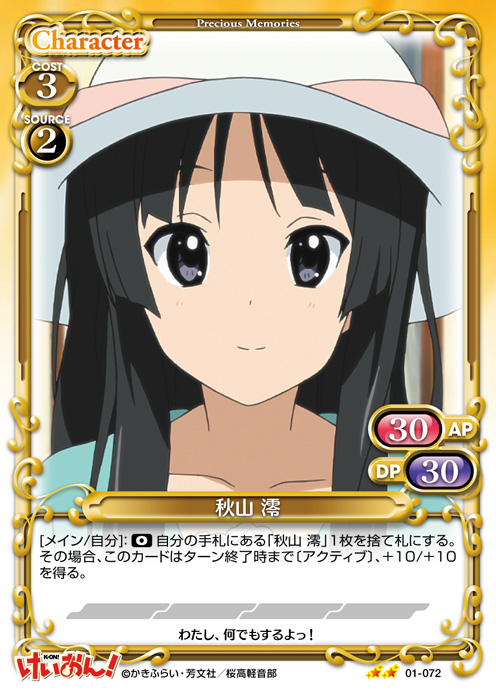 Precious Memories
Character
COST
3
SOURCE
2
30 AP
DP 30
秋山 澪
[メイン/自分]: 0 自分の手札にある「秋山 澪」1枚を捨て札にする。
その場合、このカードはターン終了時まで〔アクティブ〕、+10/+10
を得る。
わたし、何でもするよっ!
K-ON!
けいおん!
©かきふらい・芳文社/桜高軽音部
01-072